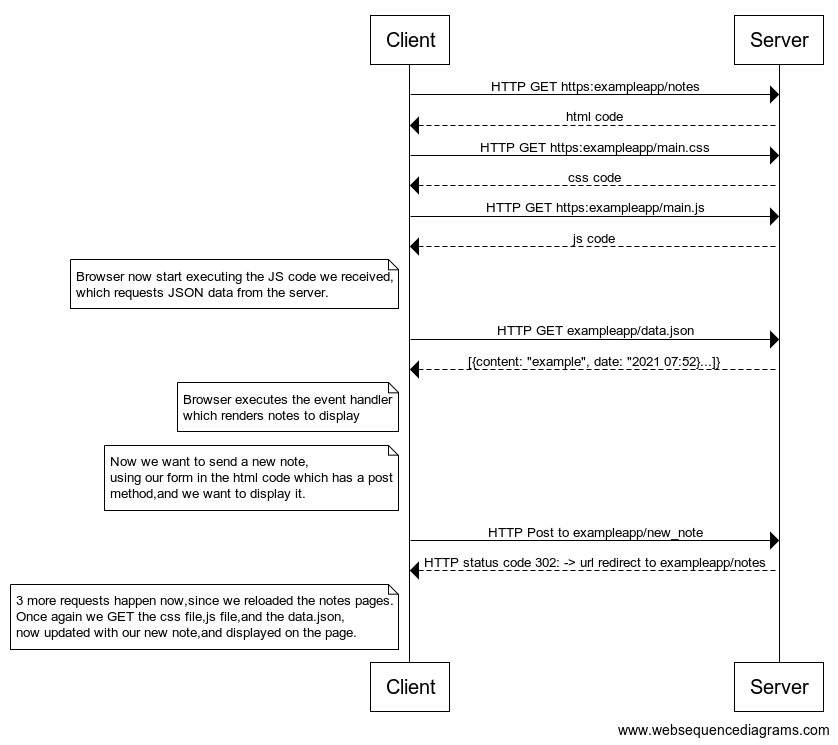 Client
Server
HTTP GET https:exampleapp/notes
html code
HTTP GET https:exampleapp/main.css
css code
HTTP GET https:exampleapp/main.js
js code
Browser now start executing the JS code we received,
which requests JSON data from the server.
HTTP GET exampleapp/data.json
[{content: "example", date: "2021 07:52}...]}
Browser executes the event handler
which renders notes to display
Now we want to send a new note,
using our form in the html code which has a post
method,and we want to display it.
HTTP Post to exampleapp/new_note
HTTP status code 302: -> url redirect to exampleapp/notes
3 more requests happen now,since we reloaded the notes pages.
Once again we GET the css file,js file,and the data.json,
now updated with our new note,and displayed on the page.
Client
Server
www.websequencediagrams.com